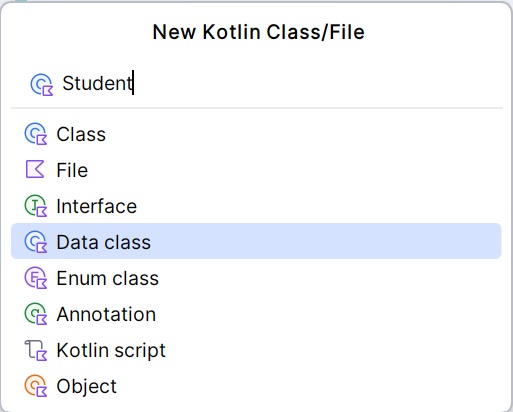 New Kotlin Class/File
Student
Class
File
Interface
Data class
Enum class
Annotation
Kotlin script
Object